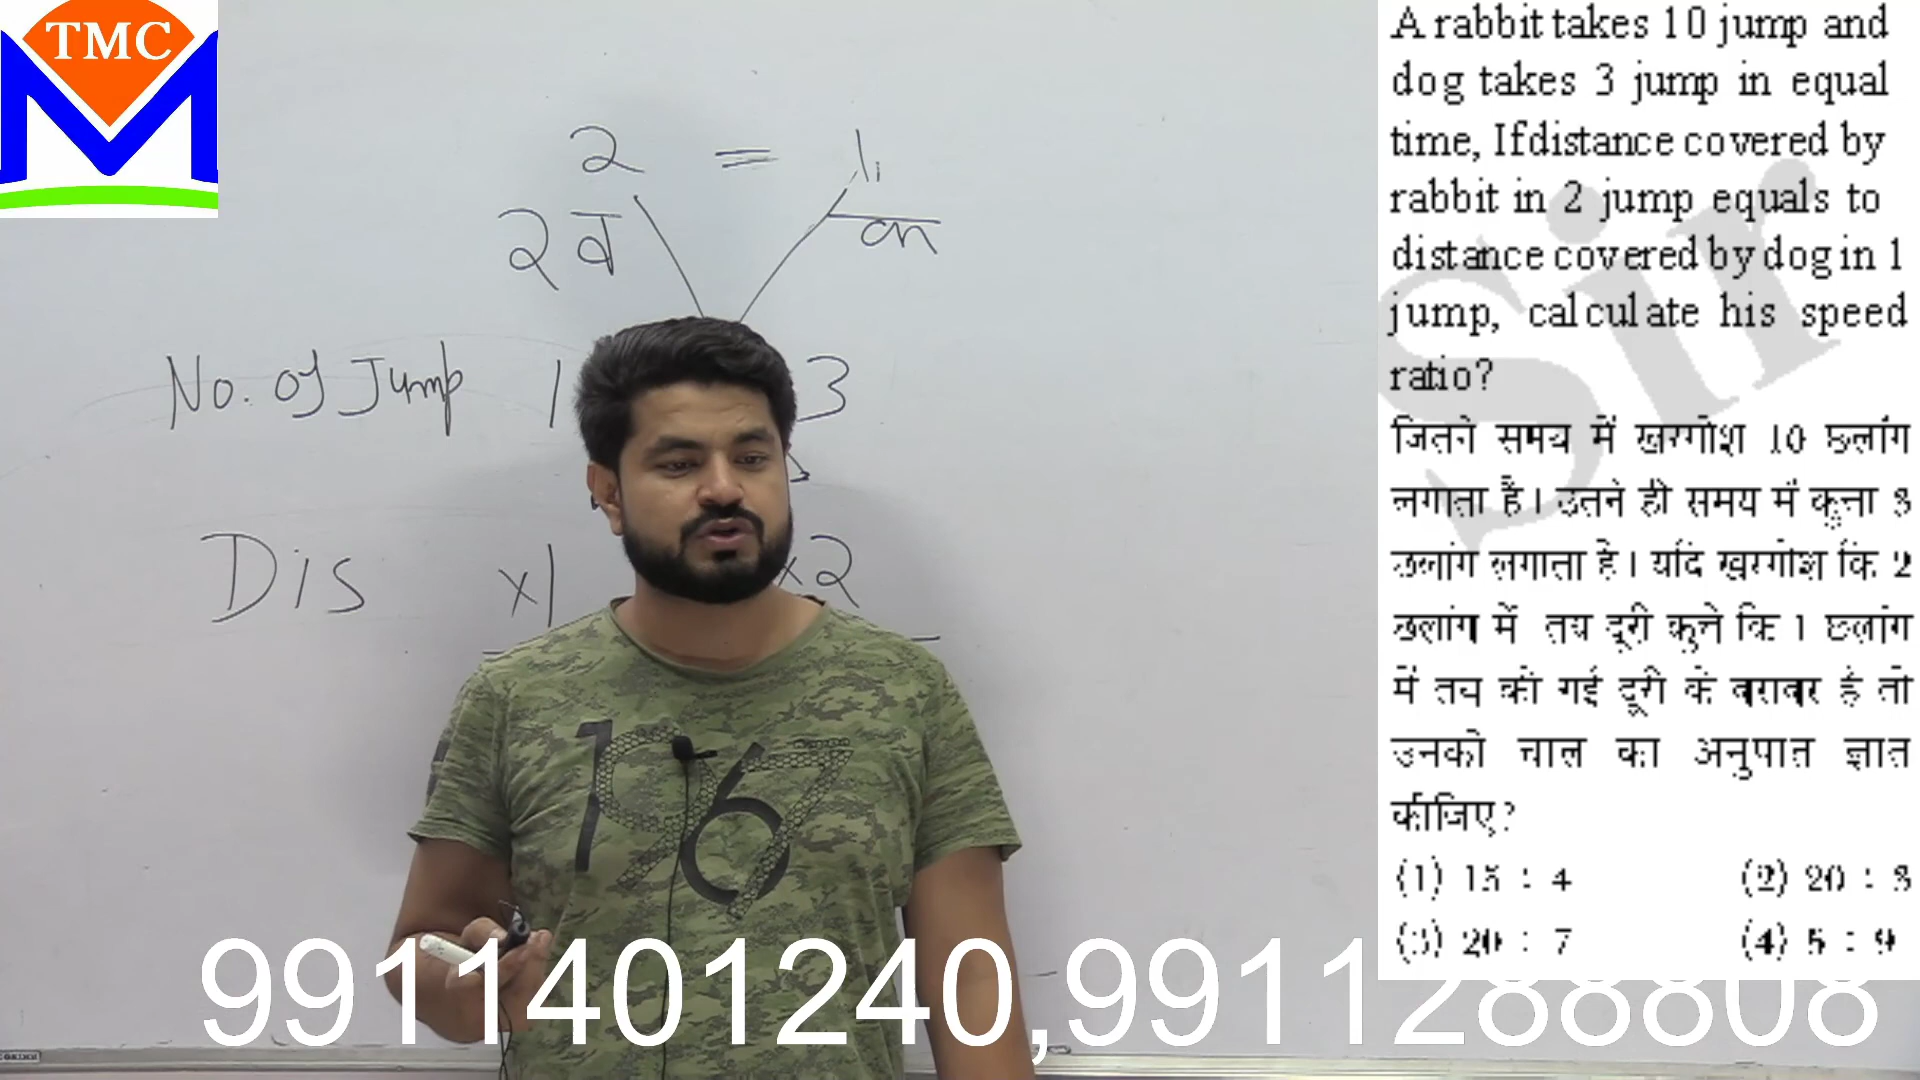 TMC
2 = 1
2 व
No. of Jump 1 3
Dis x1 x2
196
9911401240,9911288808
A rabbit takes 10 jump and
dog takes 3 jump in equal
time, If distance covered by
rabbit in 2 jump equals to
distance covered by dog in 1
jump, calculate his speed
ratio?
जितने समय में खरगोश 10 छलांग
लगाता है। उतने ही समय में कुत्ता 3
छलांग लगाता है। यदि खरगोश कि 2
छलांग में तय दूरी कुत्ते कि 1 छलांग
में तय की गई दूरी के बराबर है तो
उनकी चाल का अनुपात ज्ञात
कीजिए?
(1) 15 : 4 (2) 20 : 3
(3) 20 : 7 (4) 5 : 9
Sir